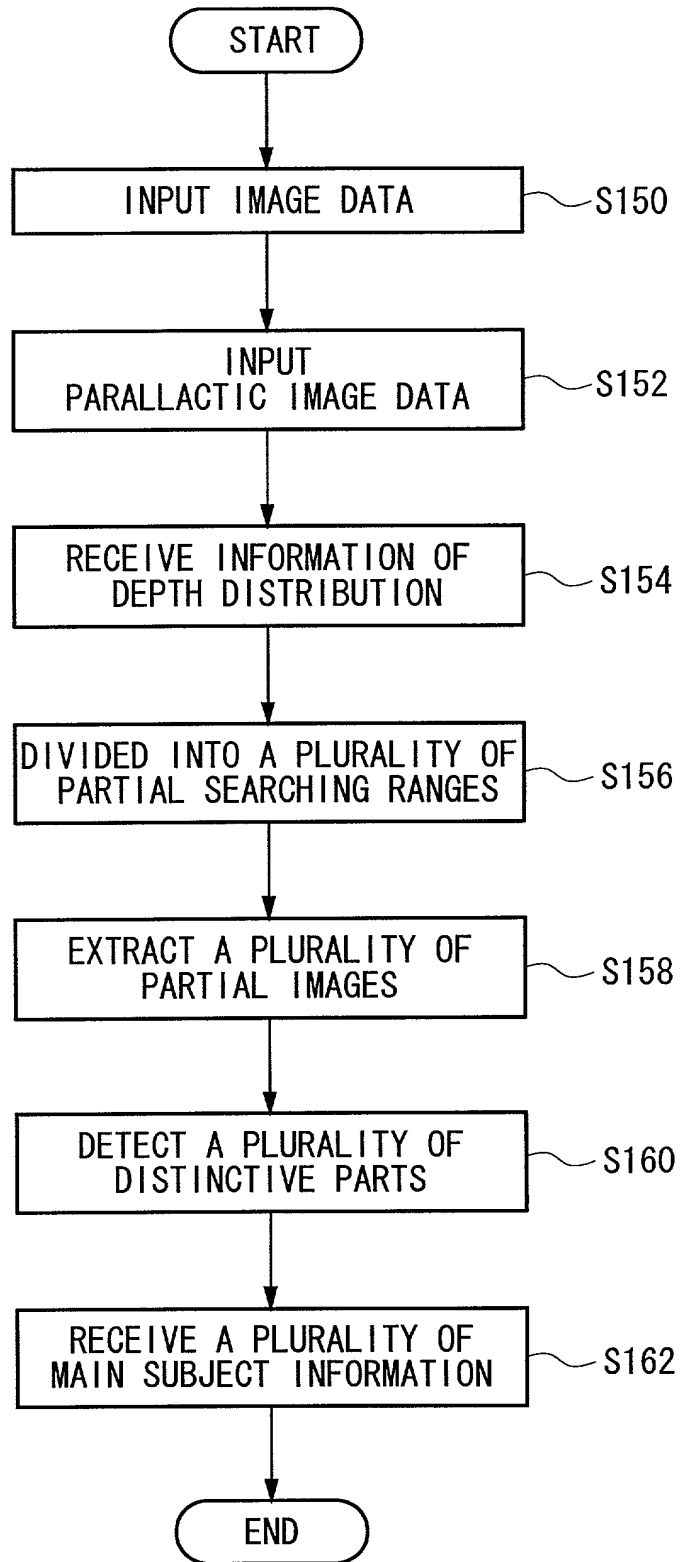 START
INPUT IMAGE DATA
S150
INPUT
PARALLACTIC IMAGE DATA
S152
RECEIVE INFORMATION OF
DEPTH DISTRIBUTION
S154
DIVIDED INTO A PLURALITY OF
PARTIAL SEARCHING RANGES
S156
EXTRACT A PLURALITY OF
PARTIAL IMAGES
S158
DETECT A PLURALITY OF
DISTINCTIVE PARTS
S160
RECEIVE A PLURALITY OF
MAIN SUBJECT INFORMATION
S162
END